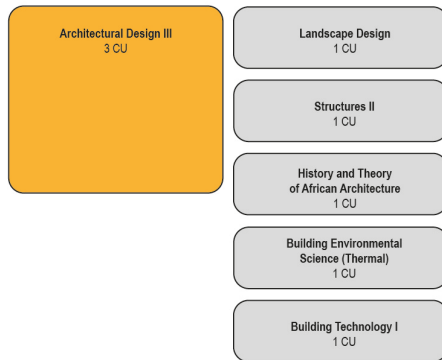 Architectural Design III
3 CU
Landscape Design
1 CU
Structures II
1 CU
History and Theory
of African Architecture
1 CU
Building Environmental
Science (Thermal)
1 CU
Building Technology I
1 CU